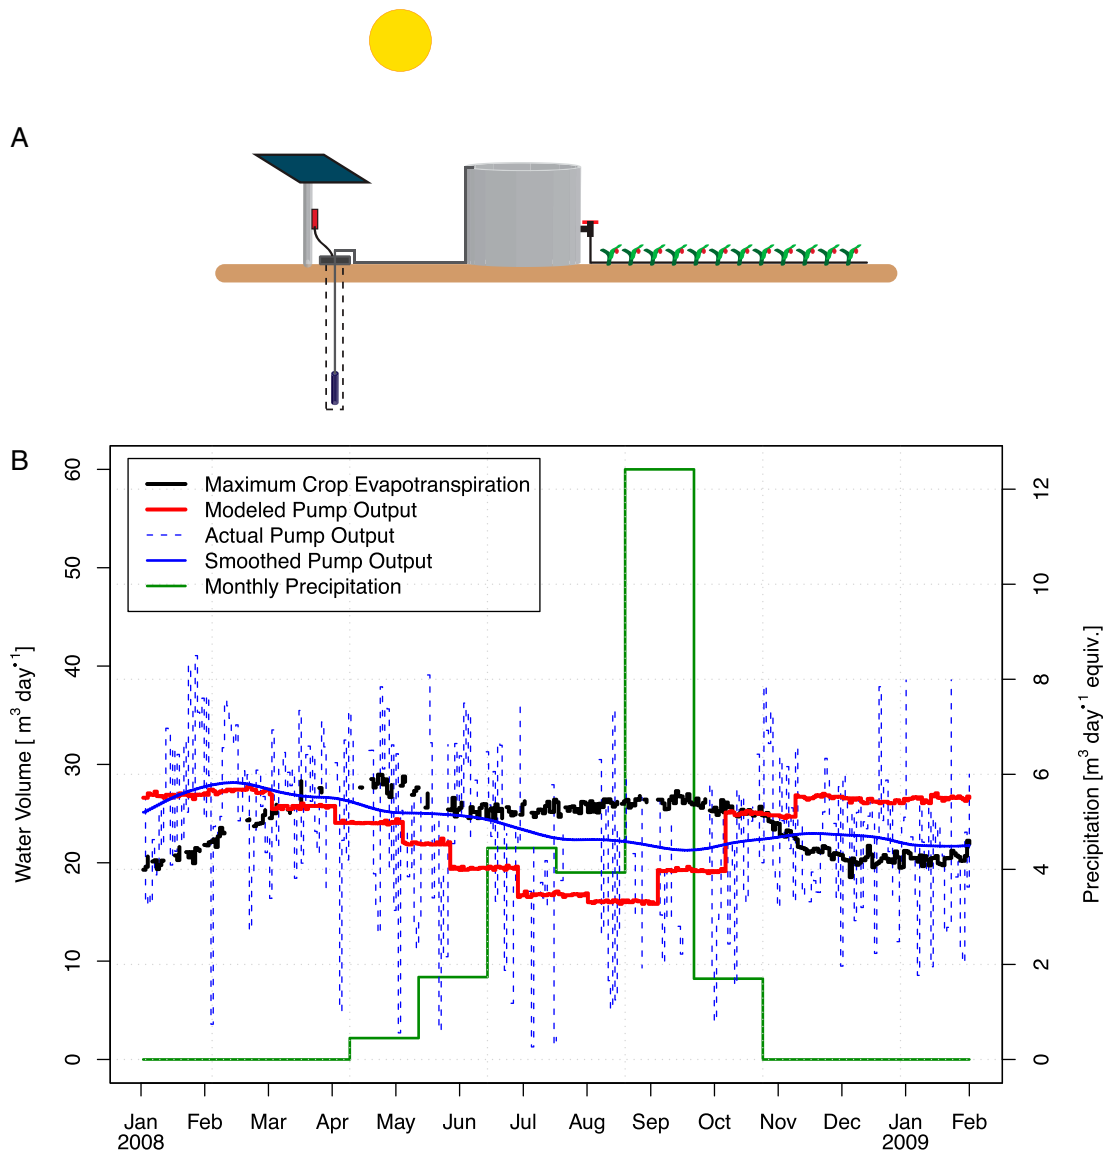 A
B
Maximum Crop Evapotranspiration
Modeled Pump Output
Actual Pump Output
Smoothed Pump Output
Monthly Precipitation
60
50
40
30
20
10
0
Water Volume [ m³ day•¹]
12
10
8
6
4
2
0
Precipitation [m³ day•¹ equiv.]
Jan Feb Mar Apr May Jun Jul Aug Sep Oct Nov Dec Jan Feb
2008 2009